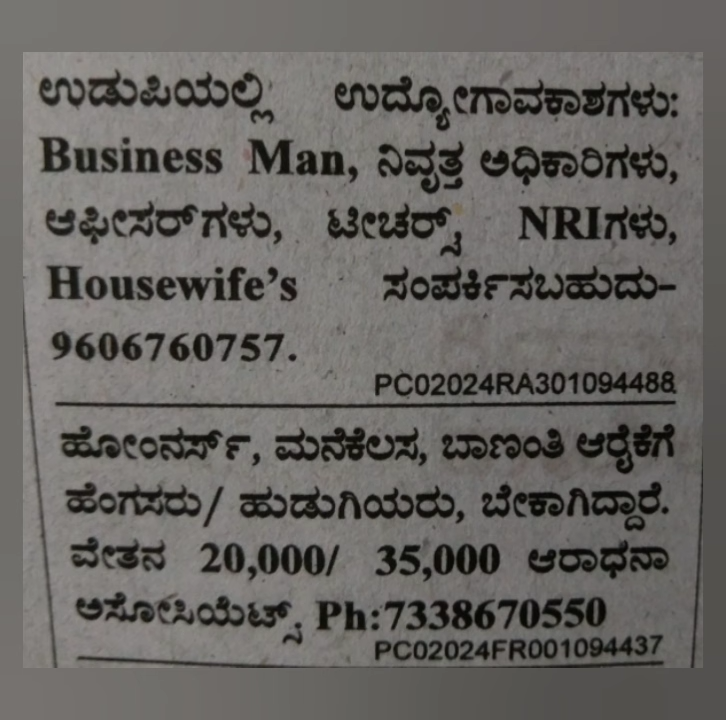 ಉಡುಪಿಯಲ್ಲಿ ಉದ್ಯೋಗಾವಕಾಶಗಳು:
Business Man, ನಿವೃತ್ತ ಅಧಿಕಾರಿಗಳು,
ಆಫೀಸರ್‌ಗಳು, ಟೀಚರ್ಸ್, NRIಗಳು,
Housewife's ಸಂಪರ್ಕಿಸಬಹುದು-
9606760757.
PC02024RA301094488
ಹೋಂನರ್ಸ್, ಮನೆಕೆಲಸ, ಬಾಣಂತಿ ಆರೈಕೆಗೆ
ಹೆಂಗಸರು/ ಹುಡುಗಿಯರು, ಬೇಕಾಗಿದ್ದಾರೆ.
ವೇತನ 20,000/ 35,000 ಆರಾಧನಾ
ಅಸೋಸಿಯೆಟ್ಸ್ Ph:7338670550
PC02024FR001094437